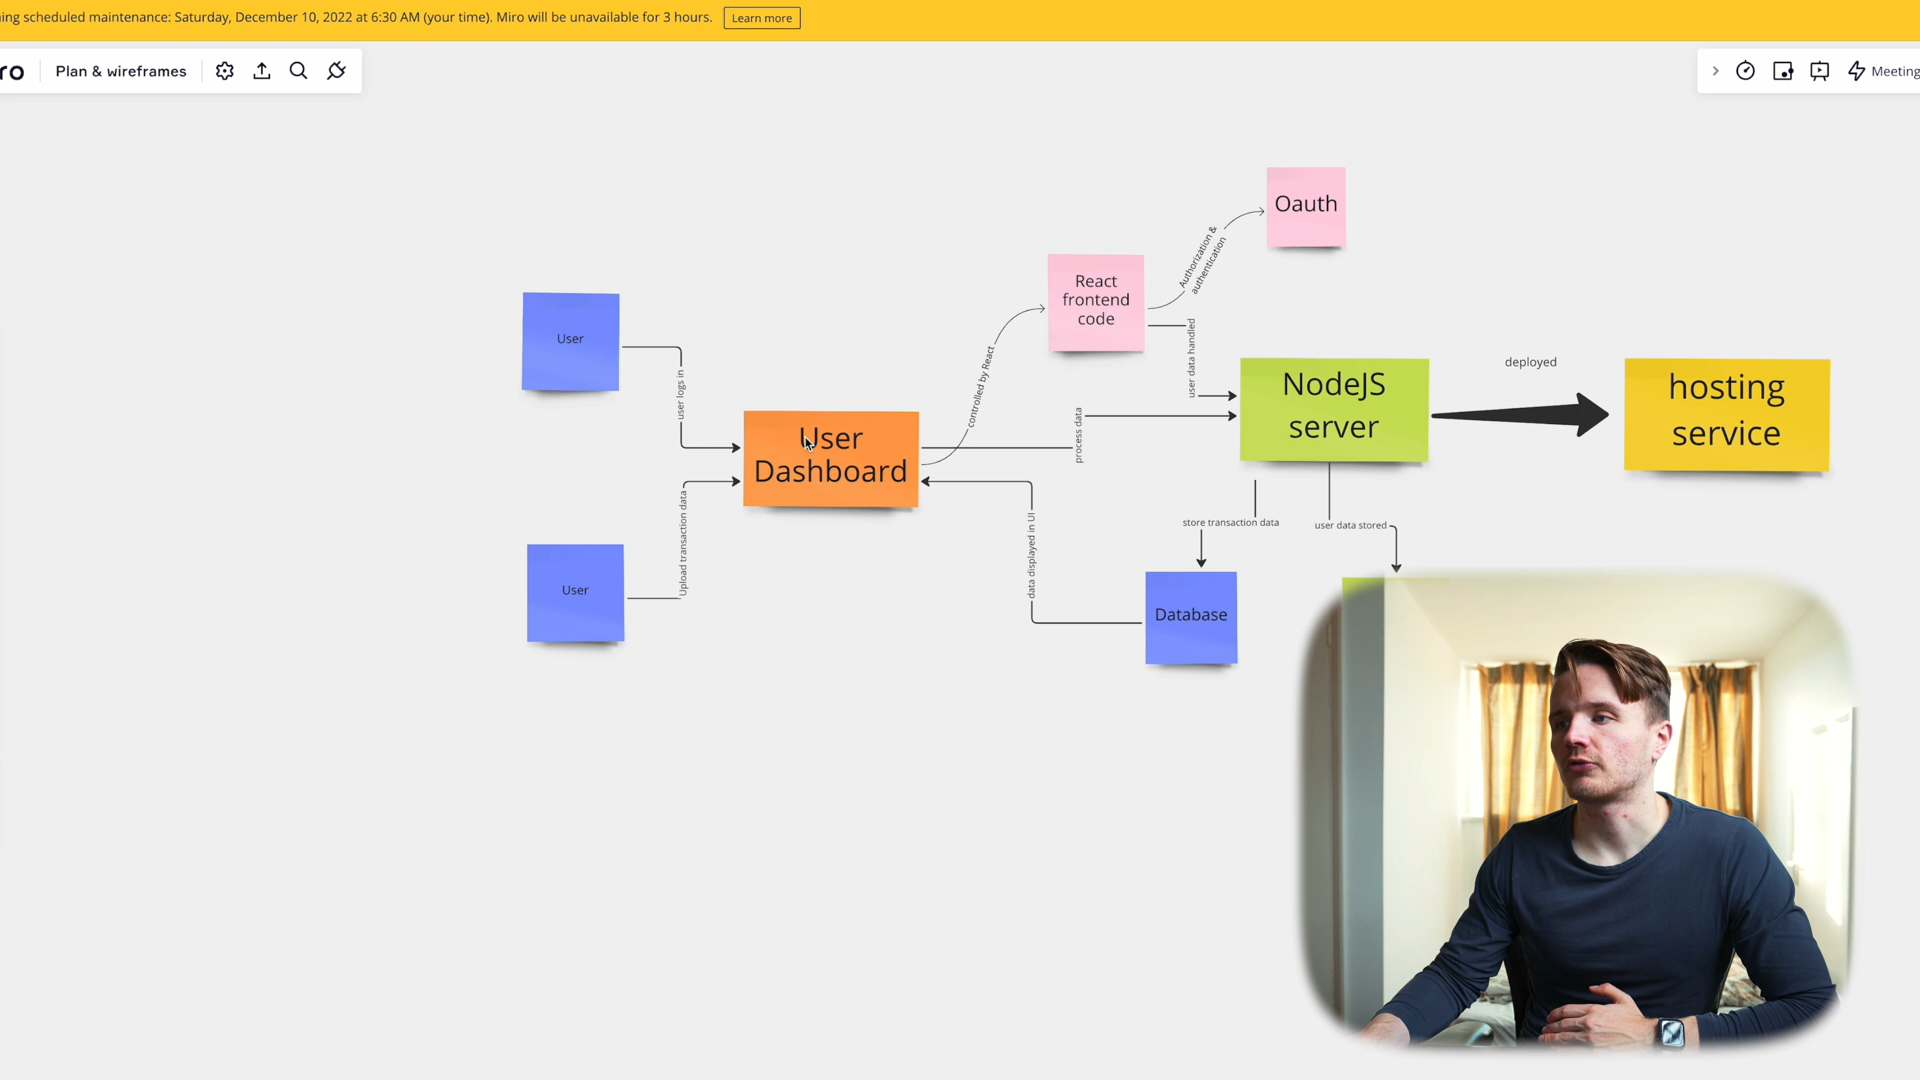 ing scheduled maintenance: Saturday, December 10, 2022 at 6:30 AM (your time). Miro will be unavailable for 3 hours.
Learn more
ro
Plan & wireframes
Meeting
Oauth
Authorization &
authentication
React
frontend
code
User
user logs in
controlled by React
user data handled
NodeJS
server
deployed
hosting
service
User
Dashboard
process data
Upload transaction data
data displayed in UI
store transaction data
user data stored
User
Database